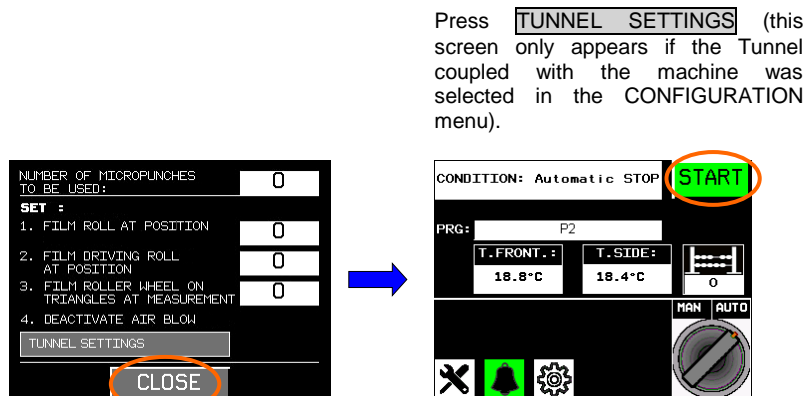 Press TUNNEL SETTINGS (this
screen only appears if the Tunnel
coupled with the machine was
selected in the CONFIGURATION
menu).
NUMBER OF MICROPUNCHES
TO BE USED:
0
SET :
1. FILM ROLL AT POSITION
0
2. FILM DRIVING ROLL
AT POSITION
0
3. FILM ROLLER WHEEL ON
TRIANGLES AT MEASUREMENT
0
4. DEACTIVATE AIR BLOW
TUNNEL SETTINGS
CLOSE
CONDITION: Automatic STOP
START
PRG: P2
T.FRONT.: T.SIDE:
18.8°C 18.4°C
0
MAN AUTO